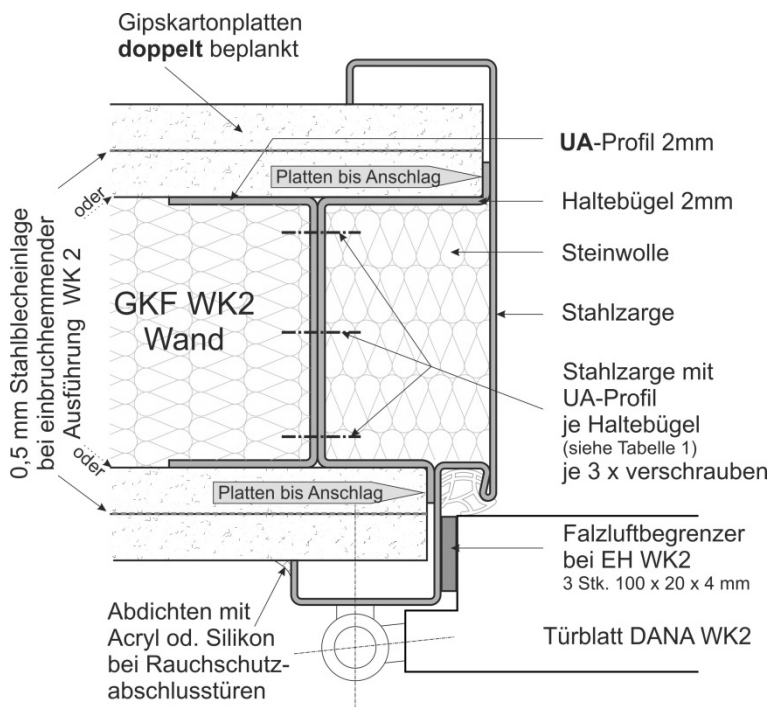 Gipskartonplatten
doppelt beplankt
UA-Profil 2mm
Platten bis Anschlag
Haltebügel 2mm
oder
Steinwolle
GKF WK2
Wand
Stahlzarge
0,5 mm Stahlblecheinlage
bei einbruchhemmender
Ausführung WK 2
Stahlzarge mit
UA-Profil
je Haltebügel
(siehe Tabelle 1)
je 3 x verschrauben
oder
Platten bis Anschlag
Falzluftbegrenzer
bei EH WK2
3 Stk. 100 x 20 x 4 mm
Abdichten mit
Acryl od. Silikon
bei Rauchschutz-
abschlusstüren
Türblatt DANA WK2